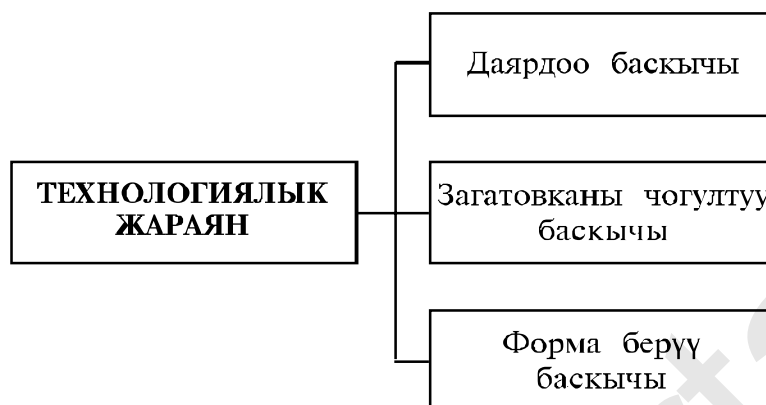 Даярдоо баскычы
ТЕХНОЛОГИЯЛЫК
ЖАРАЯН
Загатовканы чогултуу
баскычы
Форма берүү
баскычы